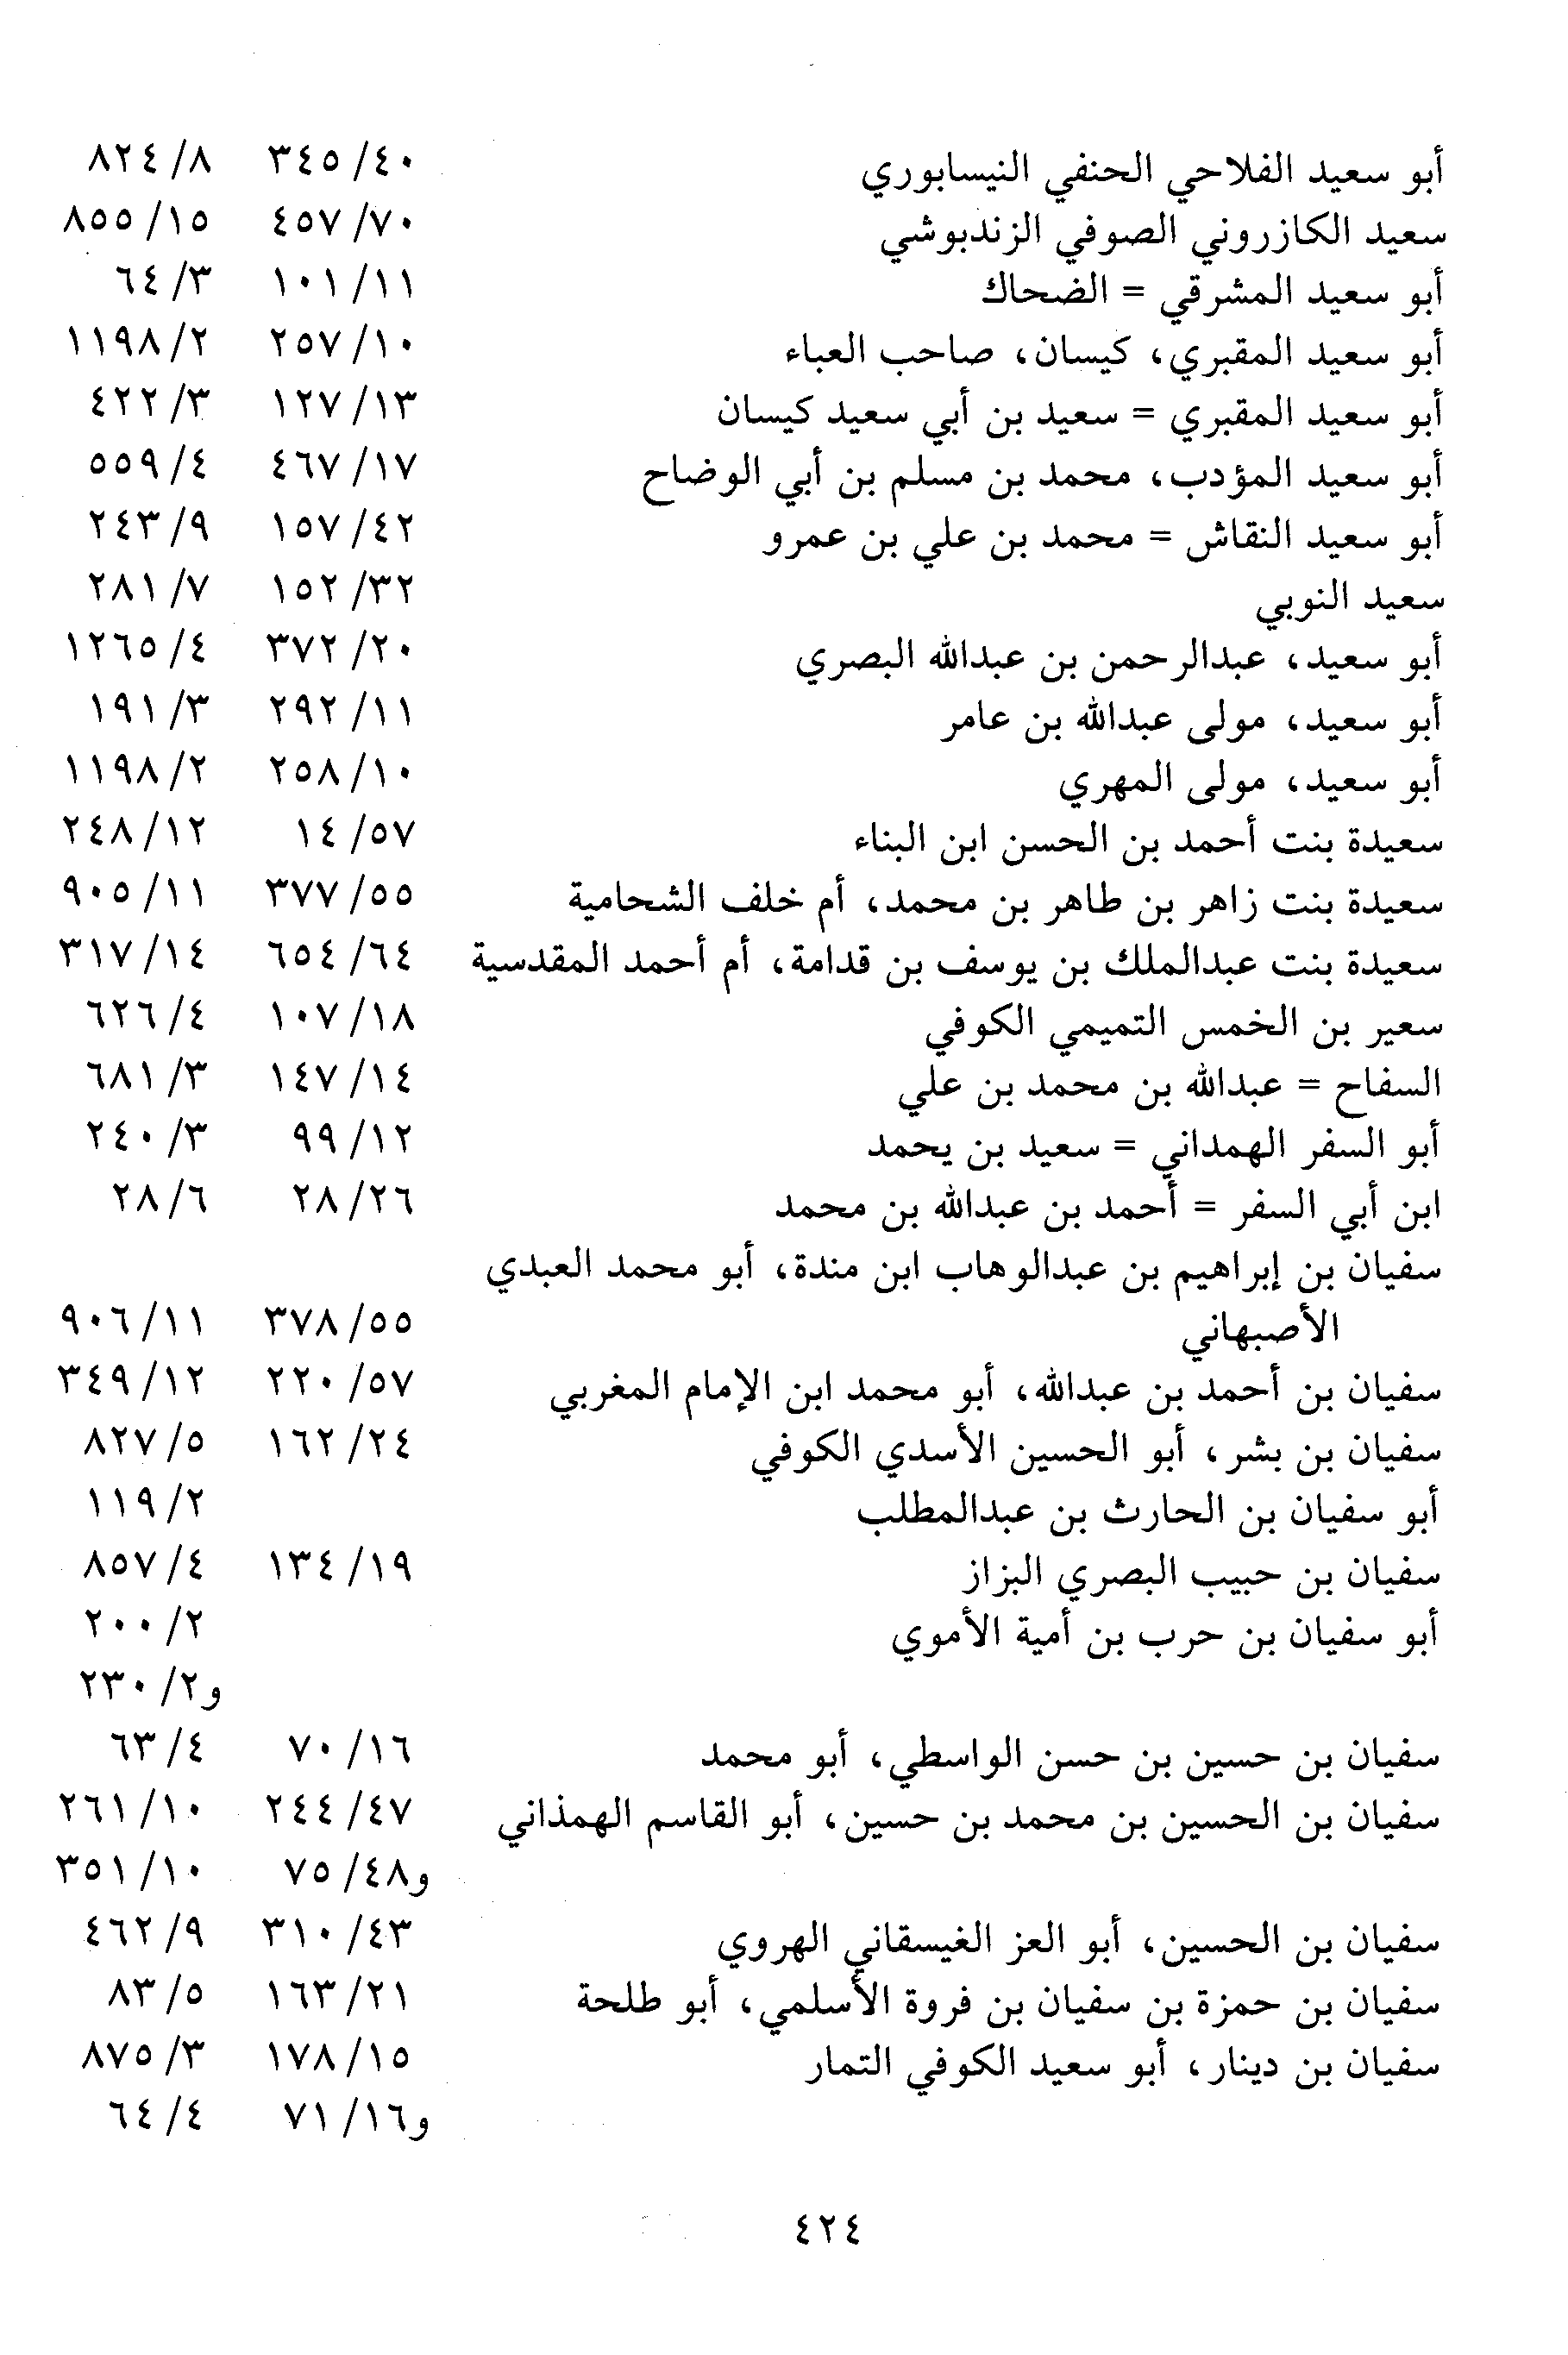 أبو سعيد الفلاحي الحنفي النيسابوري ٤٠/ ٣٤٥ ٨/ ٨٢٤
سعيد الكازروني الصوفي الزندبوشي ٧٠/ ٤٥٧ ١٥/ ٨٥٥
أبو سعيد المشرقي = الضحاك ١١/ ١٠١ ٣/ ٦٤
أبو سعيد المقبري، كيسان، صاحب العباء ١٠/ ٢٥٧ ٢/ ١١٩٨
أبو سعيد المقبري = سعيد بن أبي سعيد كيسان ١٣/ ١٢٧ ٣/ ٤٢٢
أبو سعيد المؤدب، محمد بن مسلم بن أبي الوضاح ١٧/ ٤٦٧ ٤/ ٥٥٩
أبو سعيد النقاش = محمد بن علي بن عمرو ٤٢/ ١٥٧ ٩/ ٢٤٣
سعيد النوبي ٣٢/ ١٥٢ ٧/ ٢٨١
أبو سعيد، عبدالرحمن بن عبدالله البصري ٢٠/ ٣٧٢ ٤/ ١٢٦٥
أبو سعيد، مولى عبدالله بن عامر ١١/ ٢٩٢ ٣/ ١٩١
أبو سعيد، مولى المهري ١٠/ ٢٥٨ ٢/ ١١٩٨
سعيدة بنت أحمد بن الحسن ابن البناء ٥٧/ ١٤ ١٢/ ٢٤٨
سعيدة بنت زاهر بن طاهر بن محمد، أم خلف الشحامية ٥٥/ ٣٧٧ ١١/ ٩٠٥
سعيدة بنت عبدالملك بن يوسف بن قدامة، أم أحمد المقدسية ٦٤/ ٦٥٤ ١٤/ ٣١٧
سعير بن الخمس التميمي الكوفي ١٨/ ١٠٧ ٤/ ٦٢٦
السفاح = عبدالله بن محمد بن علي ١٤/ ١٤٧ ٣/ ٦٨١
أبو السفر الهمداني = سعيد بن يحمد ١٢/ ٩٩ ٣/ ٢٤٠
ابن أبي السفر = أحمد بن عبدالله بن محمد ٢٦/ ٢٨ ٦/ ٢٨
سفيان بن إبراهيم بن عبدالوهاب ابن مندة، أبو محمد العبدي
الأصبهاني ٥٥/ ٣٧٨ ١١/ ٩٠٦
سفيان بن أحمد بن عبدالله، أبو محمد ابن الإمام المغربي ٥٧/ ٢٢٠ ١٢/ ٣٤٩
سفيان بن بشر، أبو الحسين الأسدي الكوفي ٢٤/ ١٦٢ ٥/ ٨٢٧
أبو سفيان بن الحارث بن عبدالمطلب ٢/ ١١٩
سفيان بن حبيب البصري البزاز ١٩/ ١٣٤ ٤/ ٨٥٧
أبو سفيان بن حرب بن أمية الأموي ٢/ ٢٠٠
و٢/ ٢٣٠
سفيان بن حسين بن حسن الواسطي، أبو محمد ١٦/ ٧٠ ٤/ ٦٣
سفيان بن الحسين بن محمد بن حسين، أبو القاسم الهمذاني ٤٧/ ٢٤٤ ١٠/ ٢٦١
و٤٨/ ٧٥ ١٠/ ٣٥١
سفيان بن الحسين، أبو العز الغيسقاني الهروي ٤٣/ ٣١٠ ٩/ ٤٦٢
سفيان بن حمزة بن سفيان بن فروة الأسلمي، أبو طلحة ٢١/ ١٦٣ ٥/ ٨٣
سفيان بن دينار، أبو سعيد الكوفي التمار ١٥/ ١٧٨ ٣/ ٨٧٥
و١٦/ ٧١ ٤/ ٦٤
٤٢٤